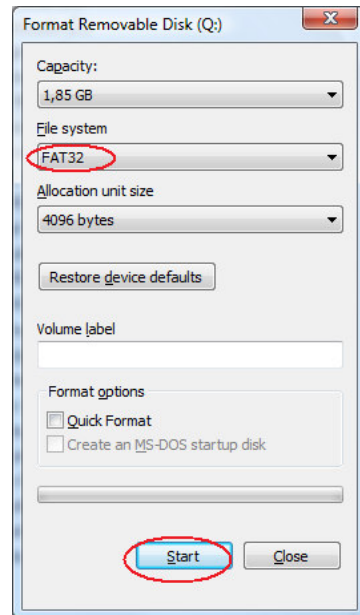 Format Removable Disk (Q:)
Capacity:
1,85 GB
File system
FAT32
Allocation unit size
4096 bytes
Restore device defaults
Volume label
Format options
Quick Format
Create an MS-DOS startup disk
Start Close